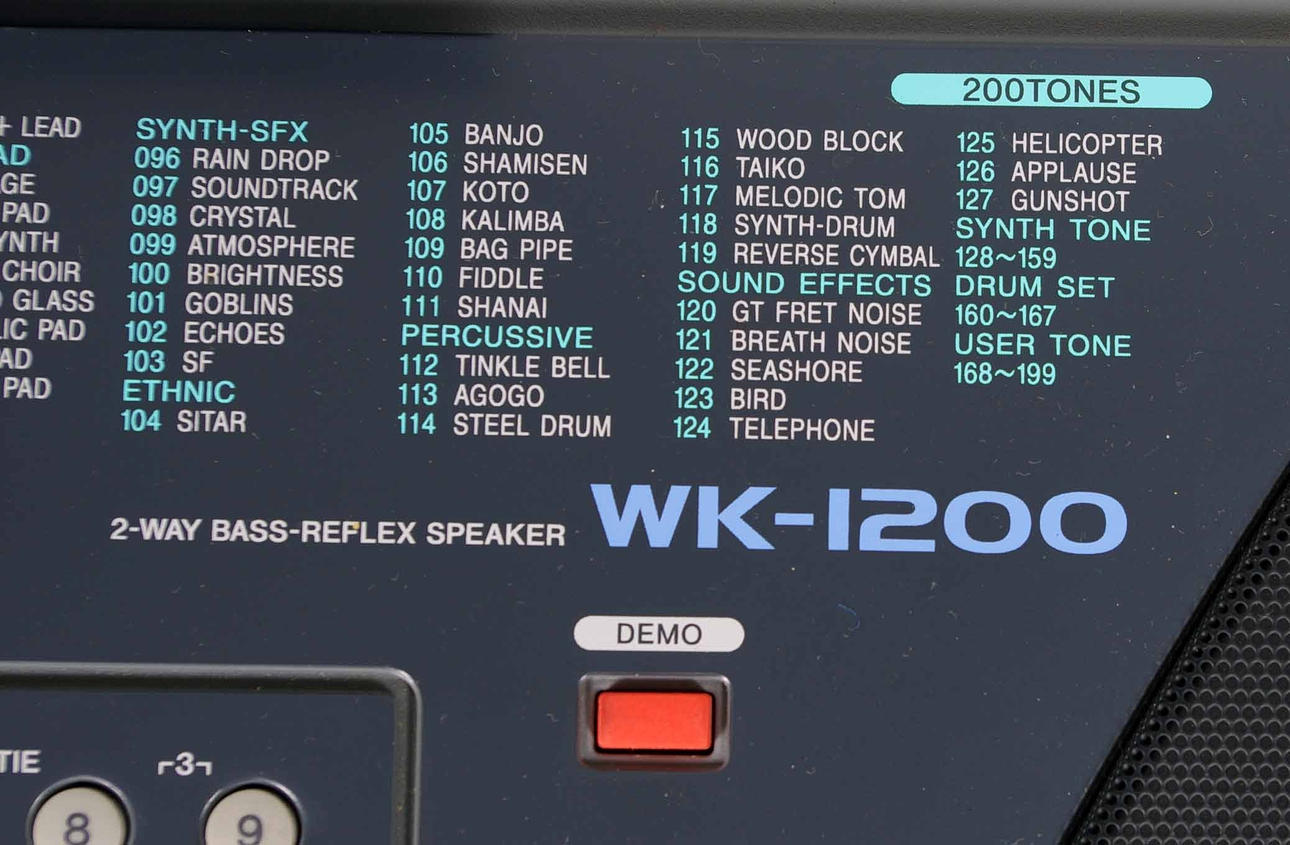 200TONES
+ LEAD
AD
GE
PAD
YNTH
CHOIR
GLASS
IC PAD
AD
PAD
SYNTH-SFX
096 RAIN DROP
097 SOUNDTRACK
098 CRYSTAL
099 ATMOSPHERE
100 BRIGHTNESS
101 GOBLINS
102 ECHOES
103 SF
ETHNIC
104 SITAR
105 BANJO
106 SHAMISEN
107 KOTO
108 KALIMBA
109 BAG PIPE
110 FIDDLE
111 SHANAI
PERCUSSIVE
112 TINKLE BELL
113 AGOGO
114 STEEL DRUM
115 WOOD BLOCK
116 TAIKO
117 MELODIC TOM
118 SYNTH-DRUM
119 REVERSE CYMBAL
SOUND EFFECTS
120 GT FRET NOISE
121 BREATH NOISE
122 SEASHORE
123 BIRD
124 TELEPHONE
125 HELICOPTER
126 APPLAUSE
127 GUNSHOT
SYNTH TONE
128~159
DRUM SET
160~167
USER TONE
168~199
2-WAY BASS-REFLEX SPEAKER WK-1200
DEMO
TIE 3
8 9